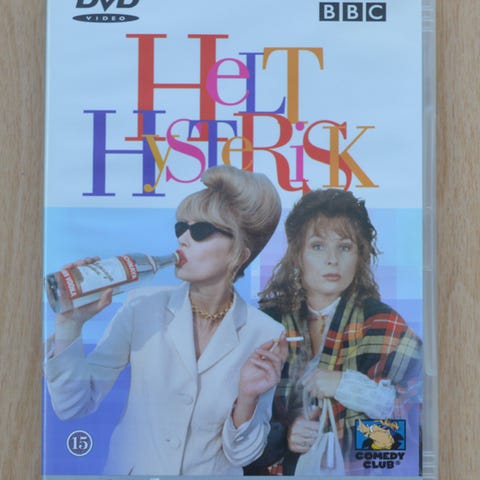 DVD
VIDEO
BBC
HELT
HYSTERISK
15
COMEDY
CLUB®